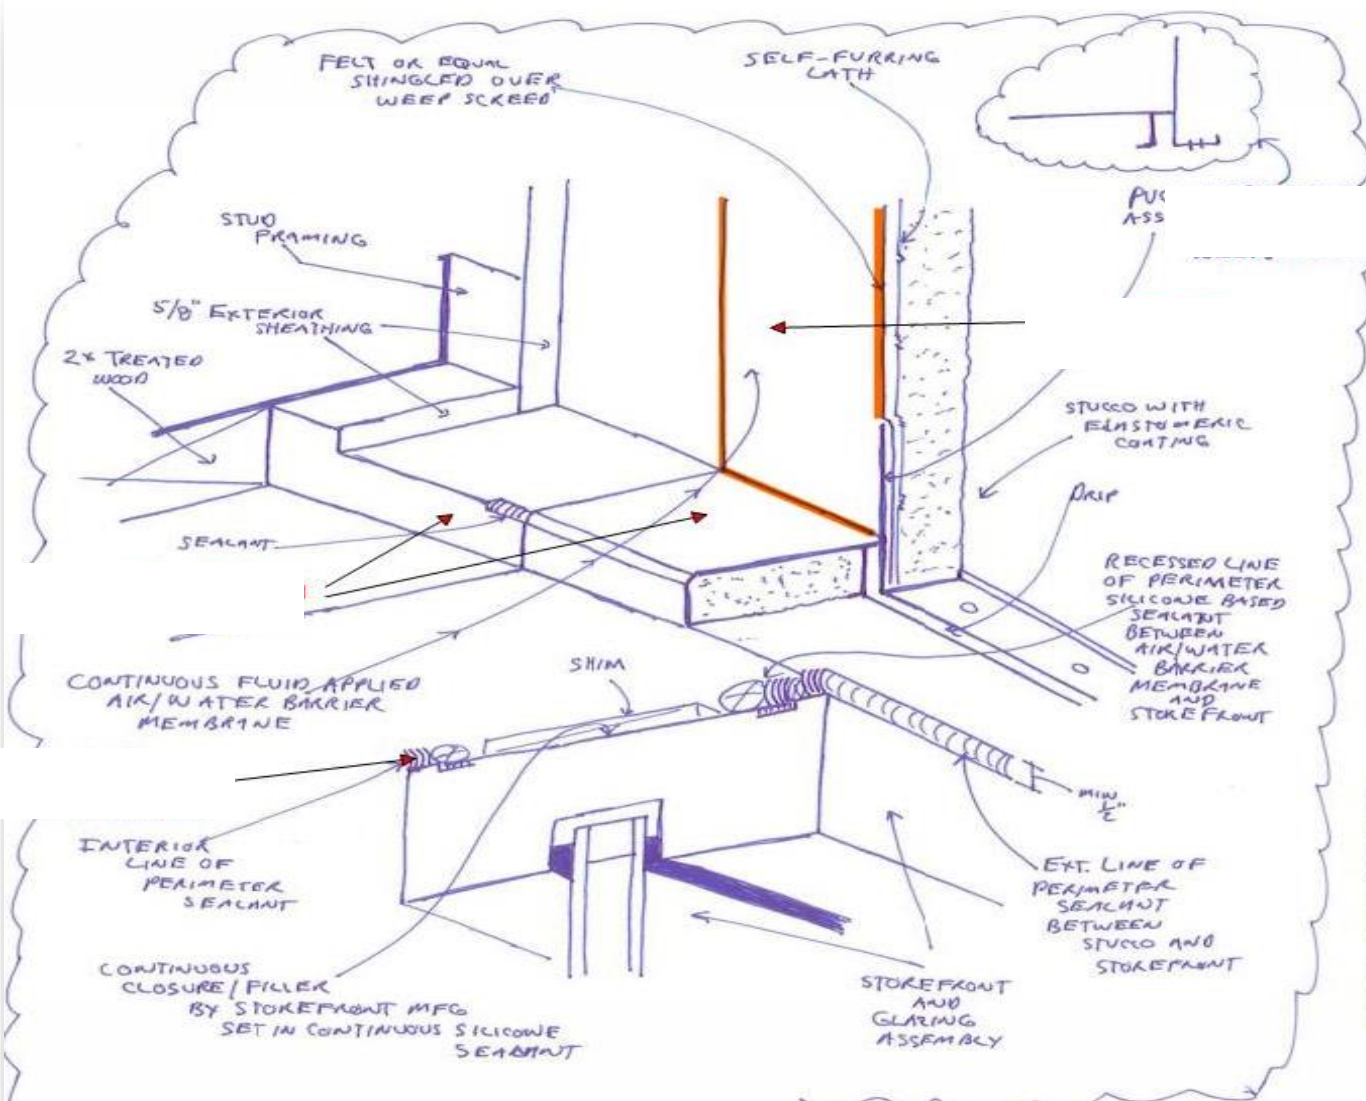 FELT OR EQUAL
SHINGLED OVER
WEEP SCREED
SELF-FURRING
LATH
STUD
FRAMING
5/8" EXTERIOR
SHEATHING
2x TREATED
WOOD
SEALANT
ASS
STUCCO WITH
ELASTOMERIC
COATING
DRIP
RECESSED LINE
OF PERIMETER
SILICONE BASED
SEALANT
BETWEEN
AIR/WATER
BARRIER
MEMBRANE
AND
STOREFRONT
CONTINUOUS FLUID APPLIED
AIR/WATER BARRIER
MEMBRANE
SHIM
MIN
1/2"
INTERIOR
LINE OF
PERIMETER
SEALANT
EXT. LINE OF
PERIMETER
SEALANT
BETWEEN
STUCCO AND
STOREFRONT
CONTINUOUS
CLOSURE/FILLER
BY STOREFRONT MFG
SET IN CONTINUOUS SILICONE
SEALANT
STOREFRONT
AND
GLAZING
ASSEMBLY